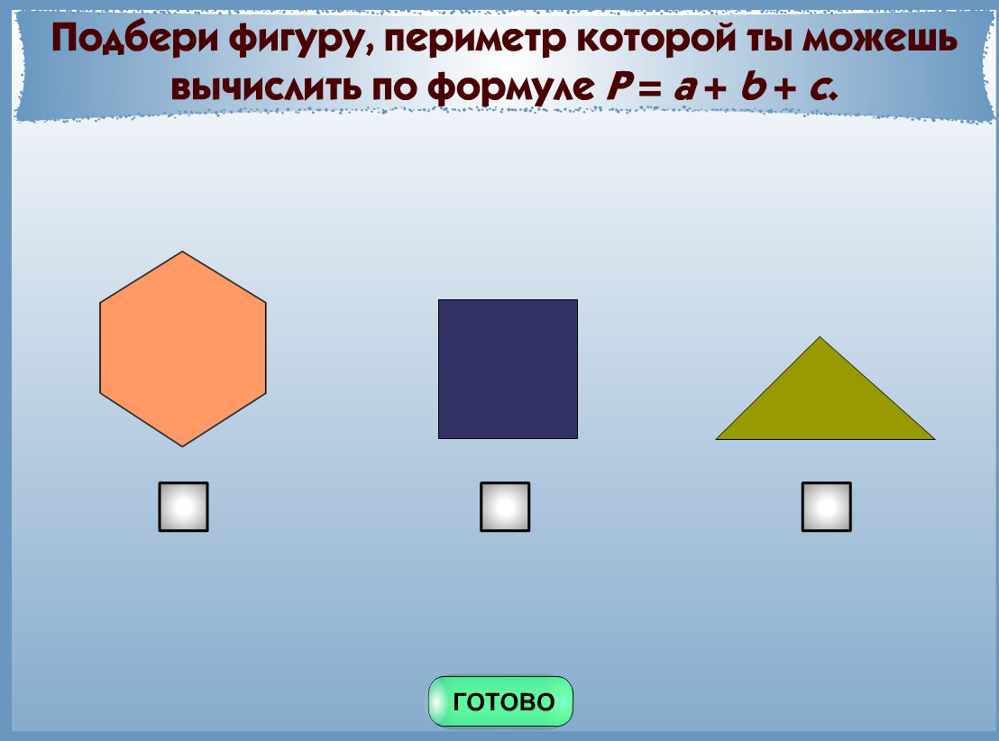 Подбери фигуру, периметр которой ты можешь
вычислить по формуле P = a + b + c.
ГОТОВО